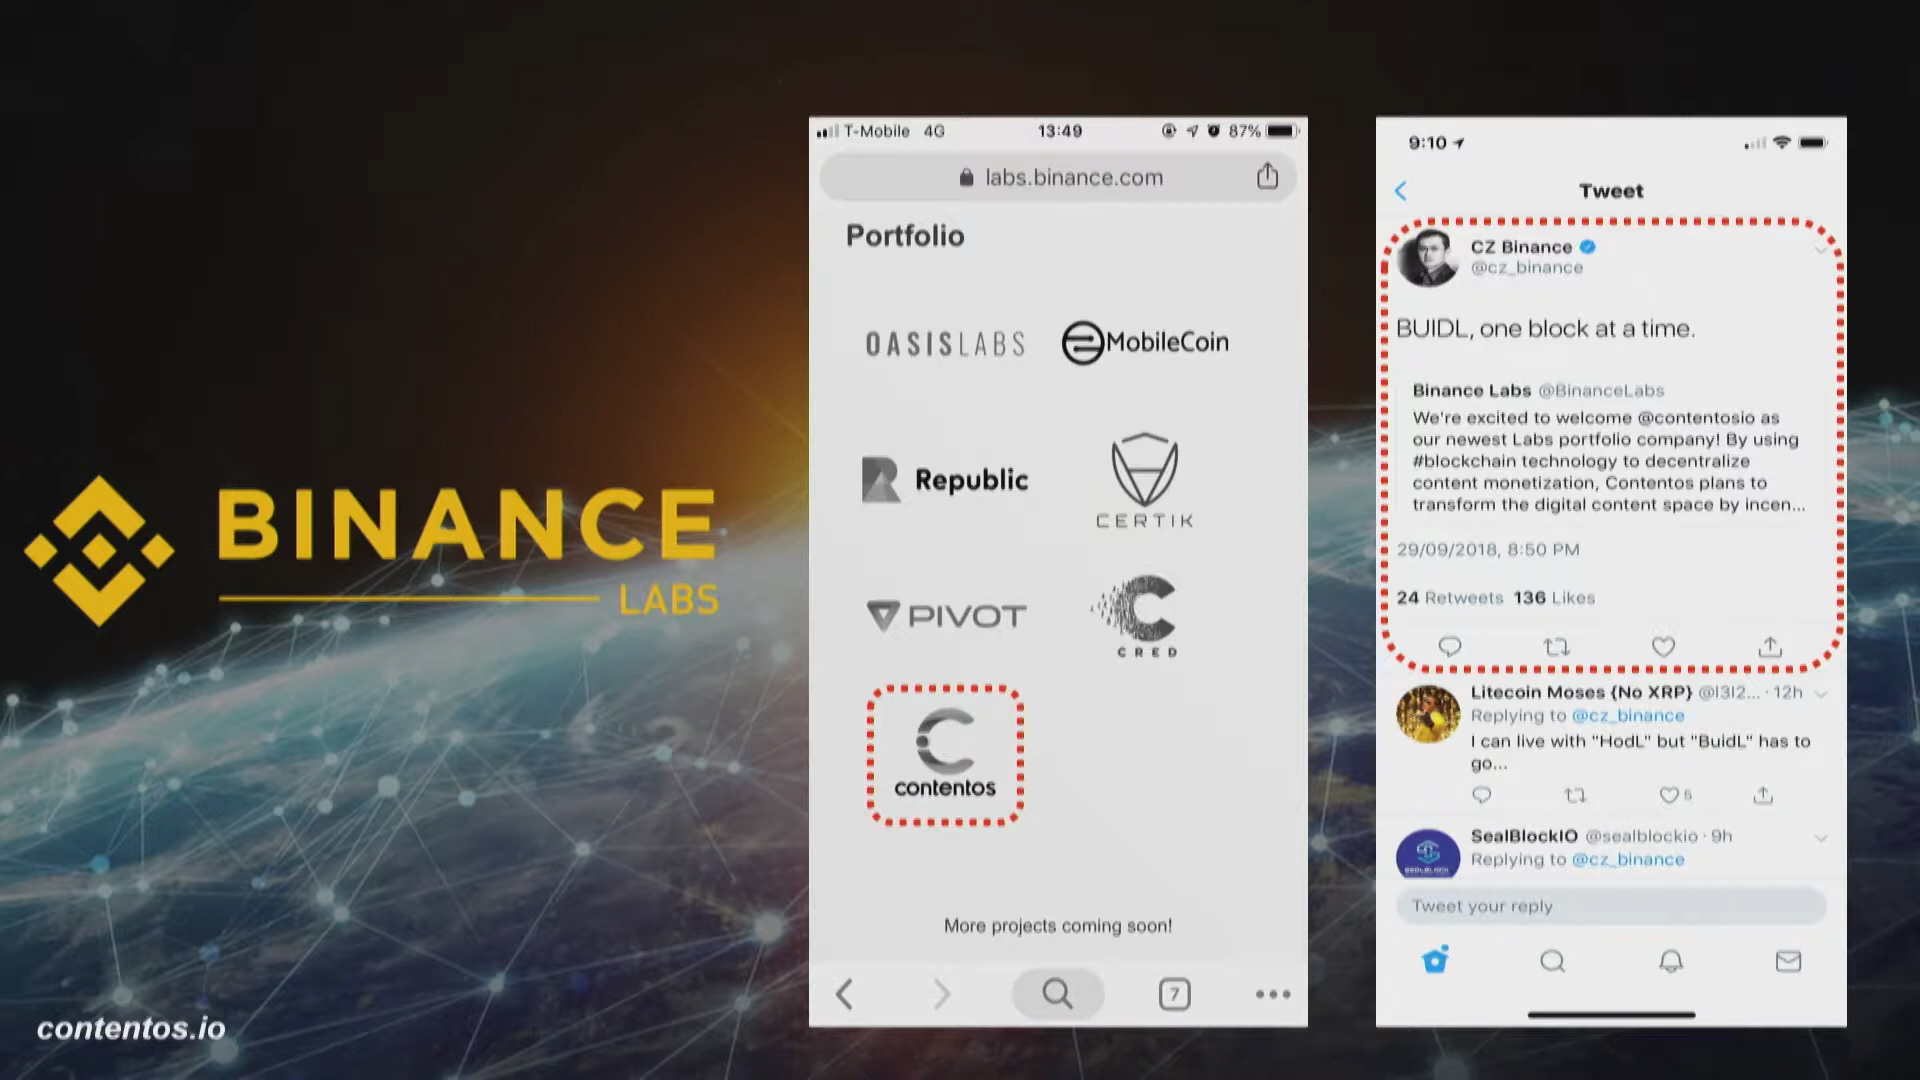 BINANCE
LABS
contentos.io
T-Mobile 4G 13:49 87%
labs.binance.com
Portfolio
OASISLABS MobileCoin
Republic CERTIK
PIVOT CRED
contentos
More projects coming soon!
7
9:10
Tweet
CZ Binance
@cz_binance
BUIDL, one block at a time.
Binance Labs @BinanceLabs
We're excited to welcome @contentosio as
our newest Labs portfolio company! By using
#blockchain technology to decentralize
content monetization, Contentos plans to
transform the digital content space by incen...
29/09/2018, 8:50 PM
24 Retweets 136 Likes
Litecoin Moses {No XRP} @l3l2... · 12h
Replying to @cz_binance
I can live with "HodL" but "BuidL" has to
go...
5
SealBlockIO @sealblockio · 9h
Replying to @cz_binance
SEALBLOCK
Tweet your reply